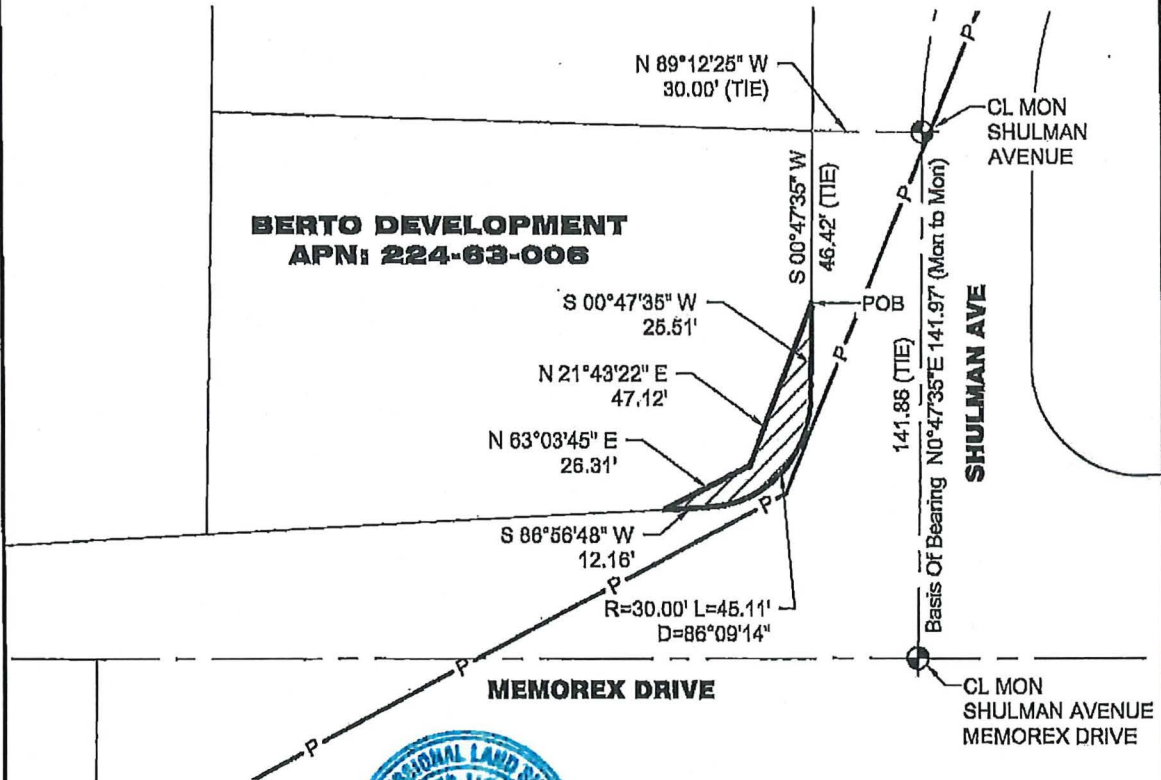 N 89°12'25" W
30.00' (TIE)
CL MON
SHULMAN
AVENUE
P
P
P
P
P
P
P
S 00°47'35" W
46.42' (TIE)
BERTO DEVELOPMENT
APN: 224-63-006
S 00°47'35" W
25.51'
POB
N 21°43'22" E
47.12'
N 63°03'45" E
26.31'
S 86°56'48" W
12.16'
R=30.00' L=45.11'
D=86°09'14"
141.86 (TIE)
Basis Of Bearing N0°47'35"E 141.97' (Mon to Mon)
SHULMAN AVE
MEMOREX DRIVE
CL MON
SHULMAN AVENUE
MEMOREX DRIVE
LAND